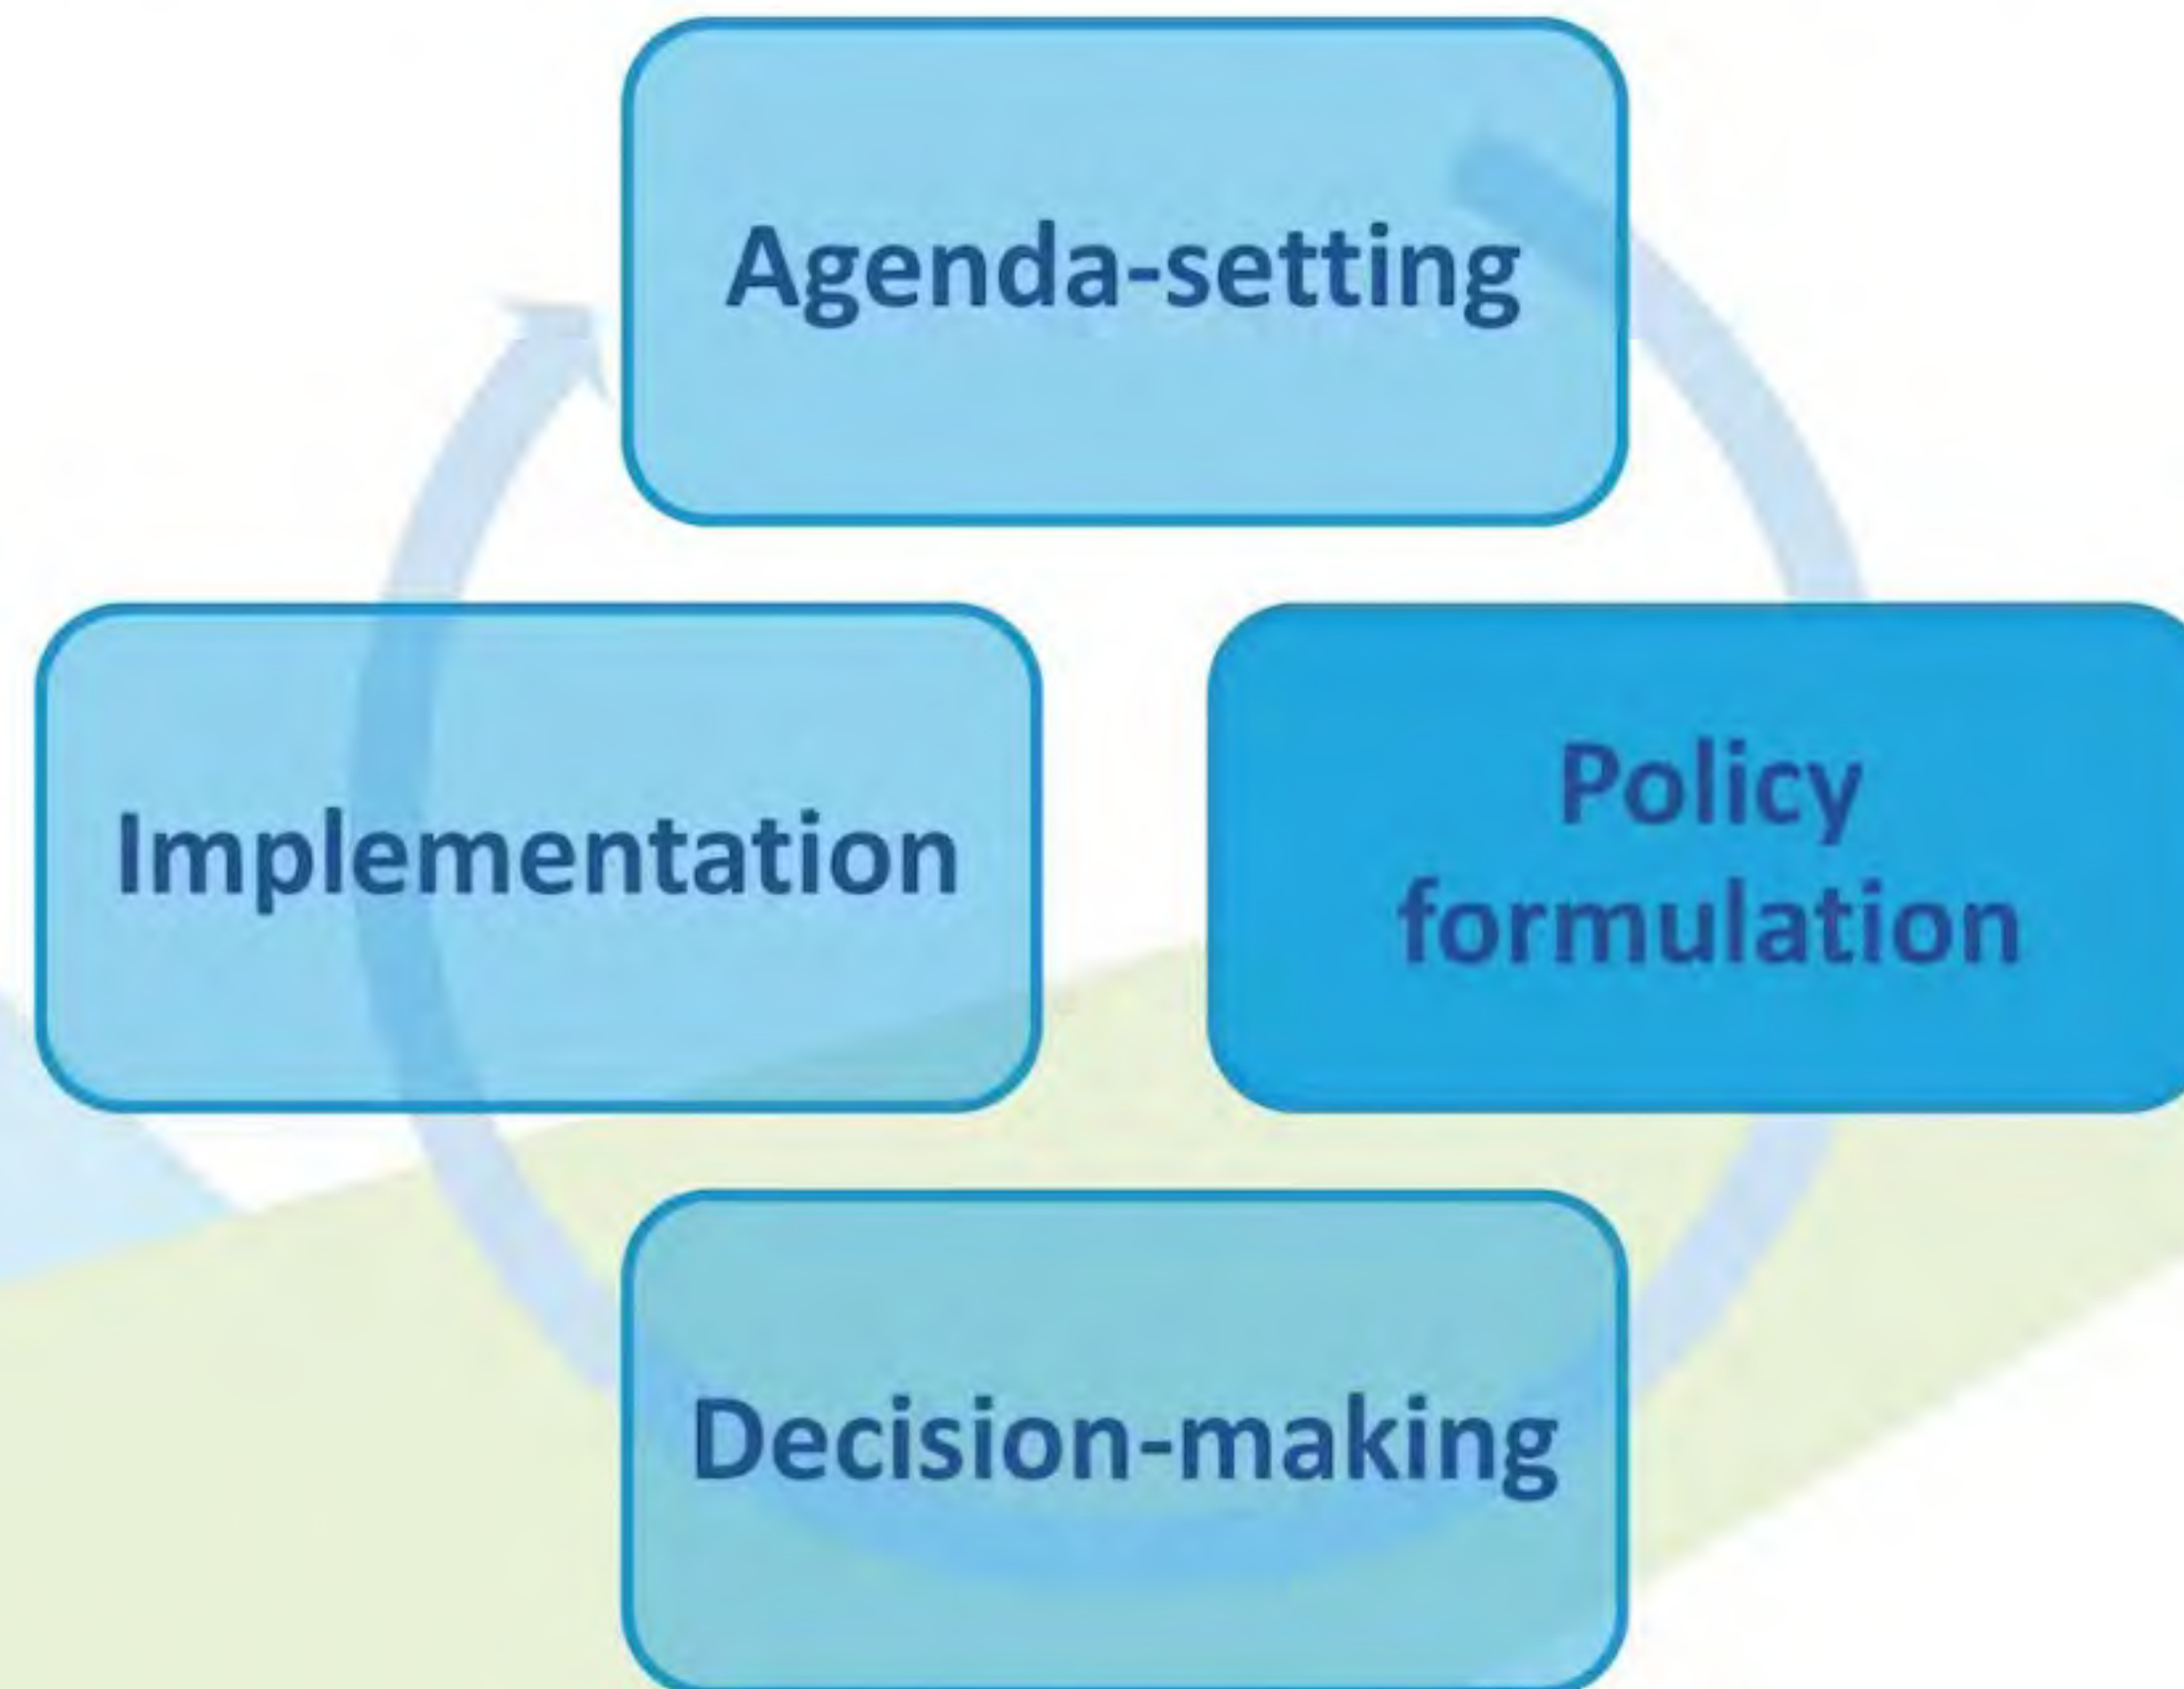 Agenda-setting
Implementation
Policy
formulation
Decision-making